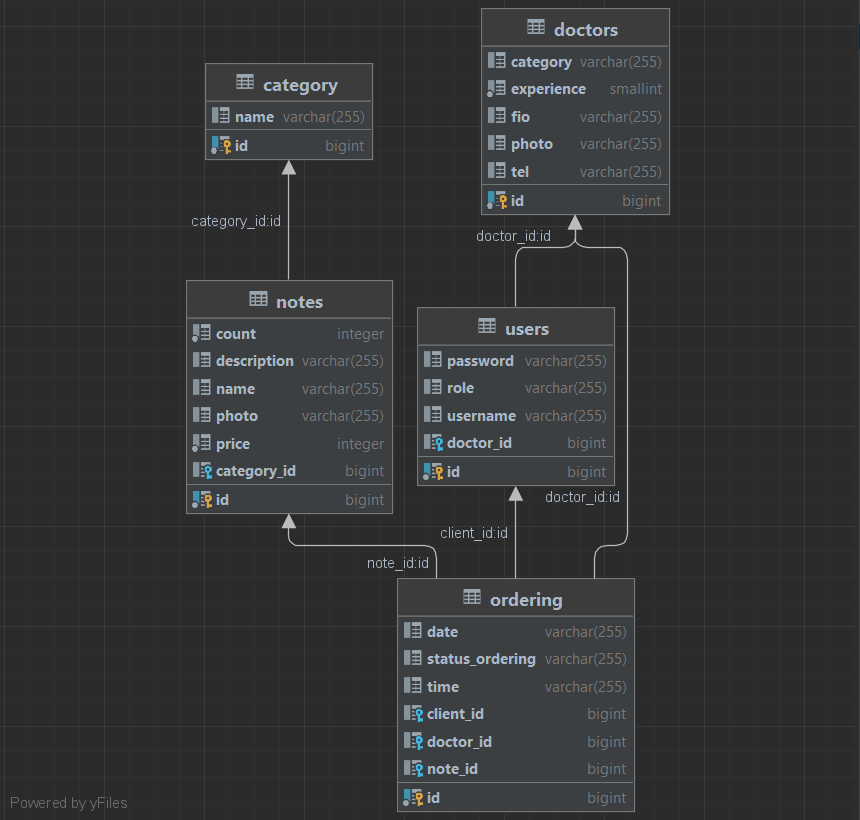 doctors
category varchar(255)
experience smallint
fio varchar(255)
photo varchar(255)
tel varchar(255)
id bigint
category
name varchar(255)
id bigint
category_id:id
doctor_id:id
notes
count integer
description varchar(255)
name varchar(255)
photo varchar(255)
price integer
category_id bigint
id bigint
users
password varchar(255)
role varchar(255)
username varchar(255)
doctor_id bigint
id bigint
doctor_id:id
client_id:id
note_id:id
ordering
date varchar(255)
status_ordering varchar(255)
time varchar(255)
client_id bigint
doctor_id bigint
note_id bigint
id bigint
Powered by yFiles